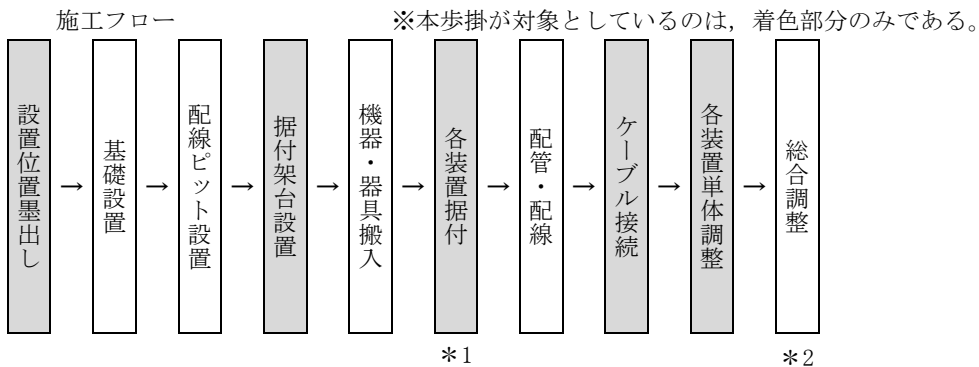 施工フロー
※本歩掛が対象としているのは，着色部分のみである。
設置位置墨出し
→
基礎設置
→
配線ピット設置
→
据付架台設置
→
機器・器具搬入
→
各装置据付
→
配管・配線
→
ケーブル接続
→
各装置単体調整
→
総合調整
＊1
＊2